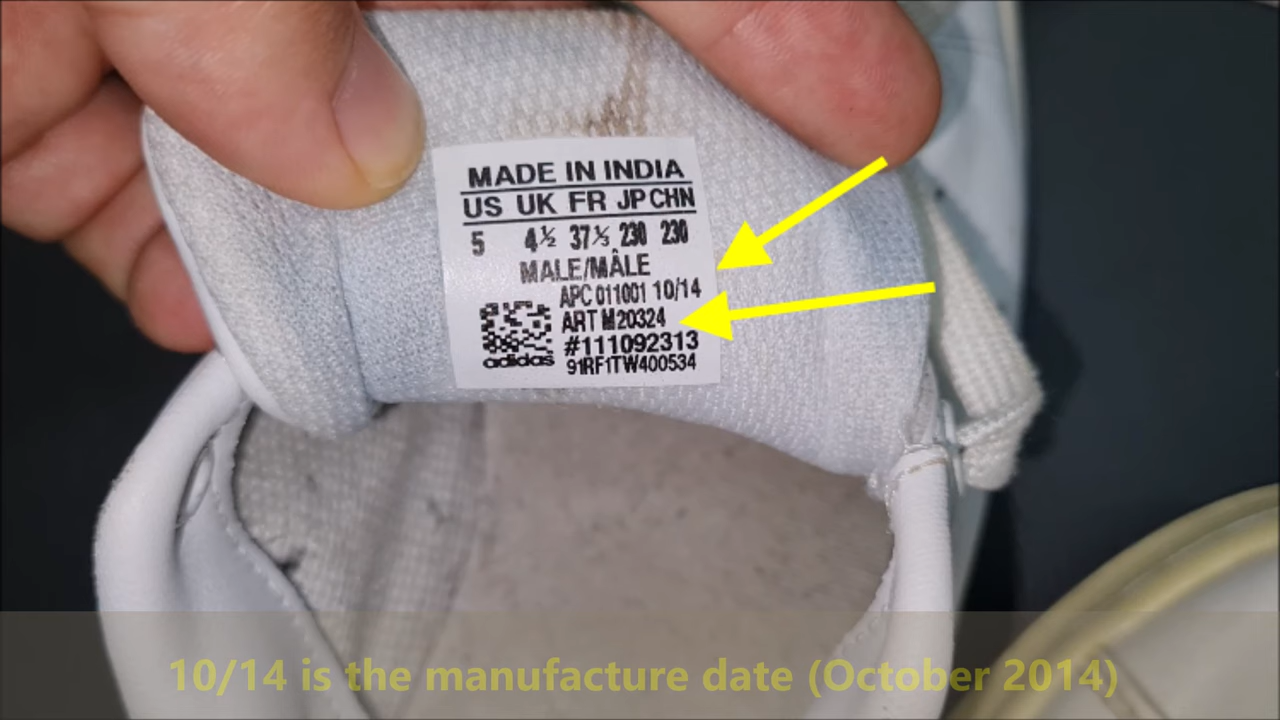 MADE IN INDIA
US UK FR JP CHN
5 4½ 37⅓ 230 230
MALE/MÂLE
APC 011001 10/14
ART M20324
#111092313
adidas
91RF1TW400534
10/14 is the manufacture date (October 2014)